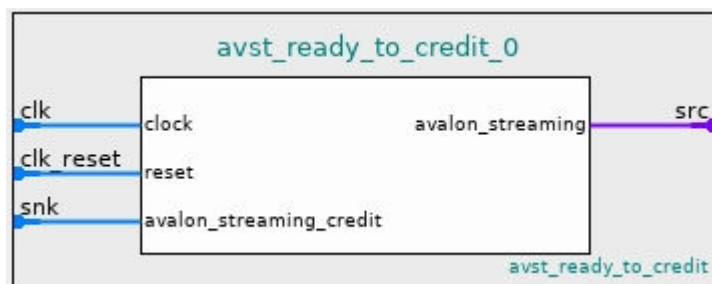 avst_ready_to_credit_0
clk
clock
avalon_streaming
src
clk_reset
reset
snk
avalon_streaming_credit
avst_ready_to_credit